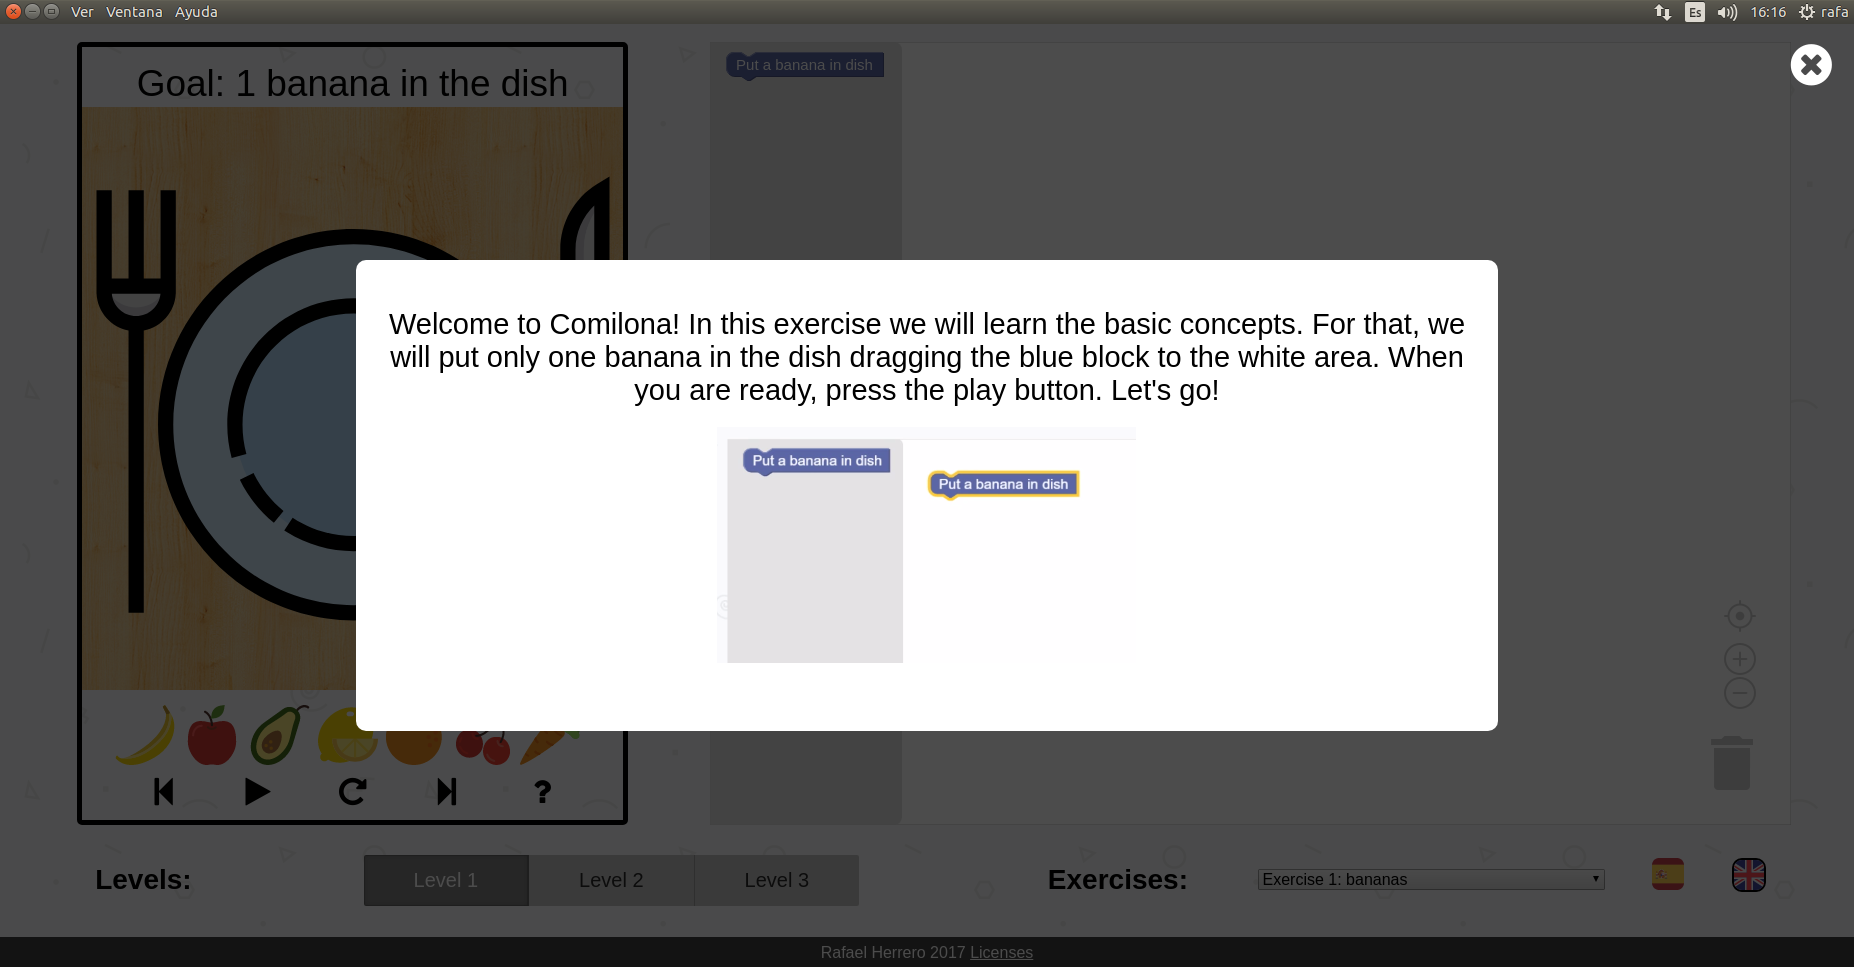 Ver Ventana Ayuda
Es 16:16 rafa
Goal: 1 banana in the dish
Put a banana in dish
Welcome to Comilona! In this exercise we will learn the basic concepts. For that, we
will put only one banana in the dish dragging the blue block to the white area. When
you are ready, press the play button. Let's go!
Put a banana in dish
Put a banana in dish
?
Levels:
Level 1
Level 2
Level 3
Exercises:
Exercise 1: bananas
Rafael Herrero 2017 Licenses